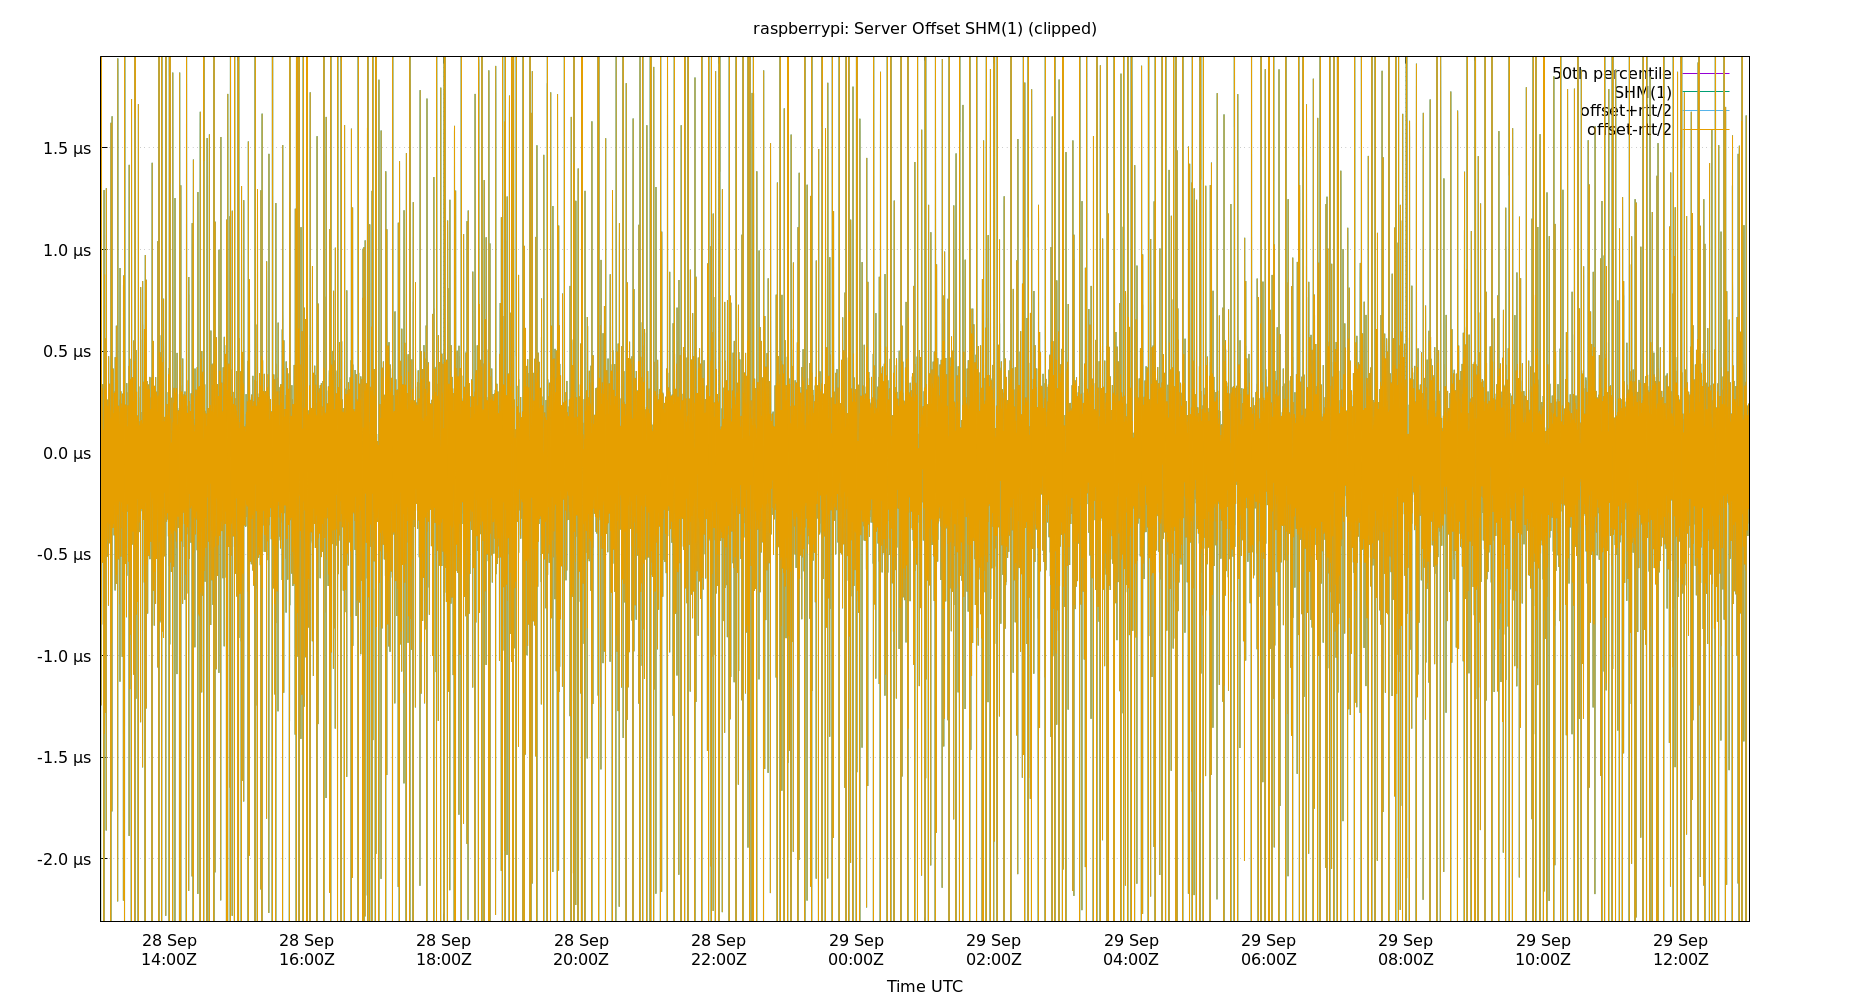 raspberrypi: Server Offset SHM(1) (clipped)
50th percentile
SHM(1)
offset+rtt/2
offset-rtt/2
1.5 µs
1.0 µs
0.5 µs
0.0 µs
-0.5 µs
-1.0 µs
-1.5 µs
-2.0 µs
28 Sep 28 Sep 28 Sep 28 Sep 28 Sep 29 Sep 29 Sep 29 Sep 29 Sep 29 Sep 29 Sep 29 Sep
14:00Z 16:00Z 18:00Z 20:00Z 22:00Z 00:00Z 02:00Z 04:00Z 06:00Z 08:00Z 10:00Z 12:00Z
Time UTC